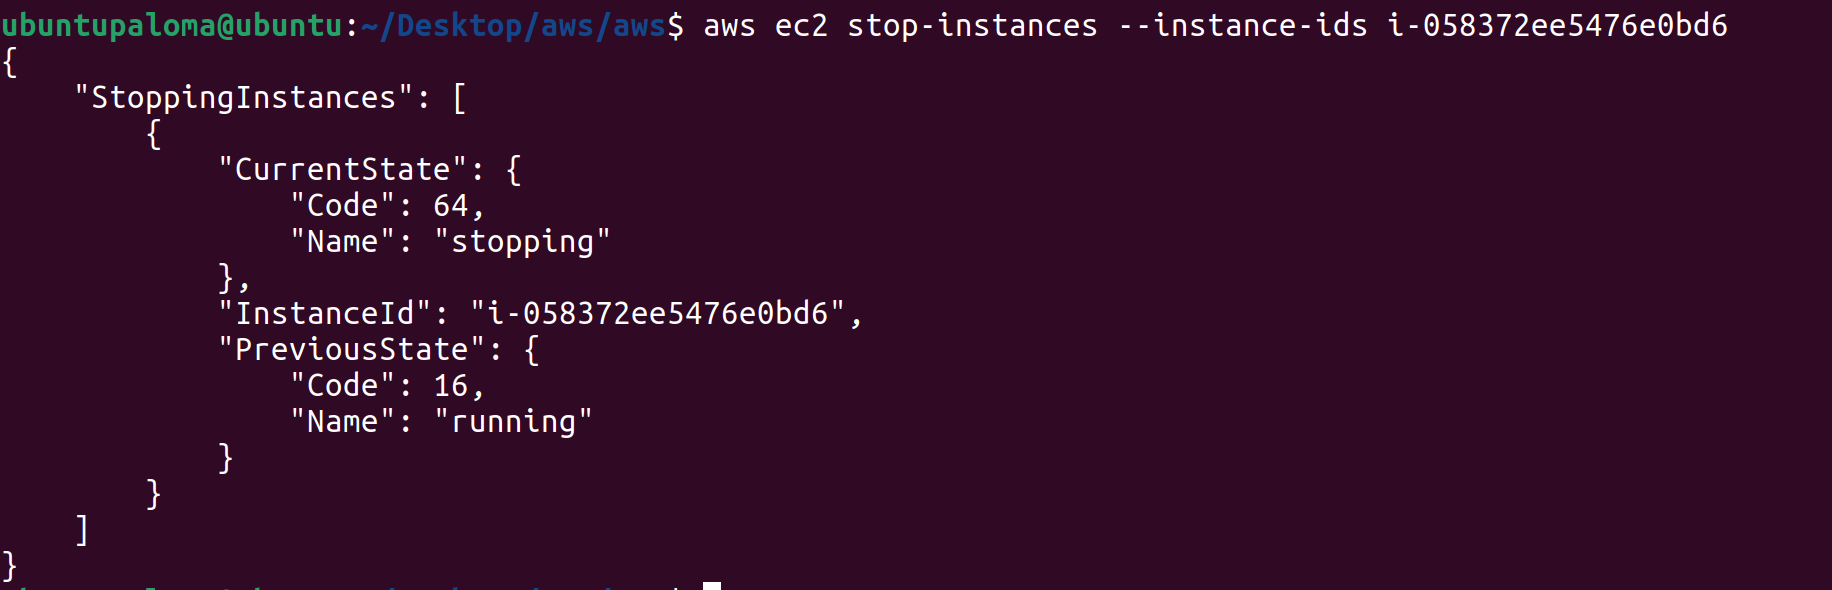 ubuntupaloma@ubuntu:~/Desktop/aws/aws$ aws ec2 stop-instances --instance-ids i-058372ee5476e0bd6
{
    "StoppingInstances": [
        {
            "CurrentState": {
                "Code": 64,
                "Name": "stopping"
            },
            "InstanceId": "i-058372ee5476e0bd6",
            "PreviousState": {
                "Code": 16,
                "Name": "running"
            }
        }
    ]
}